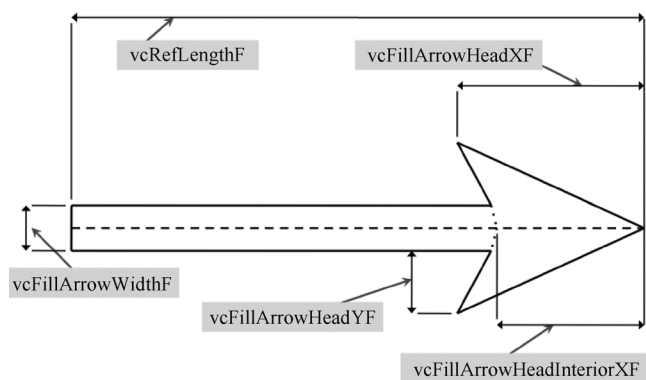 vcRefLengthF
vcFillArrowHeadXF
vcFillArrowWidthF
vcFillArrowHeadYF
vcFillArrowHeadInteriorXF